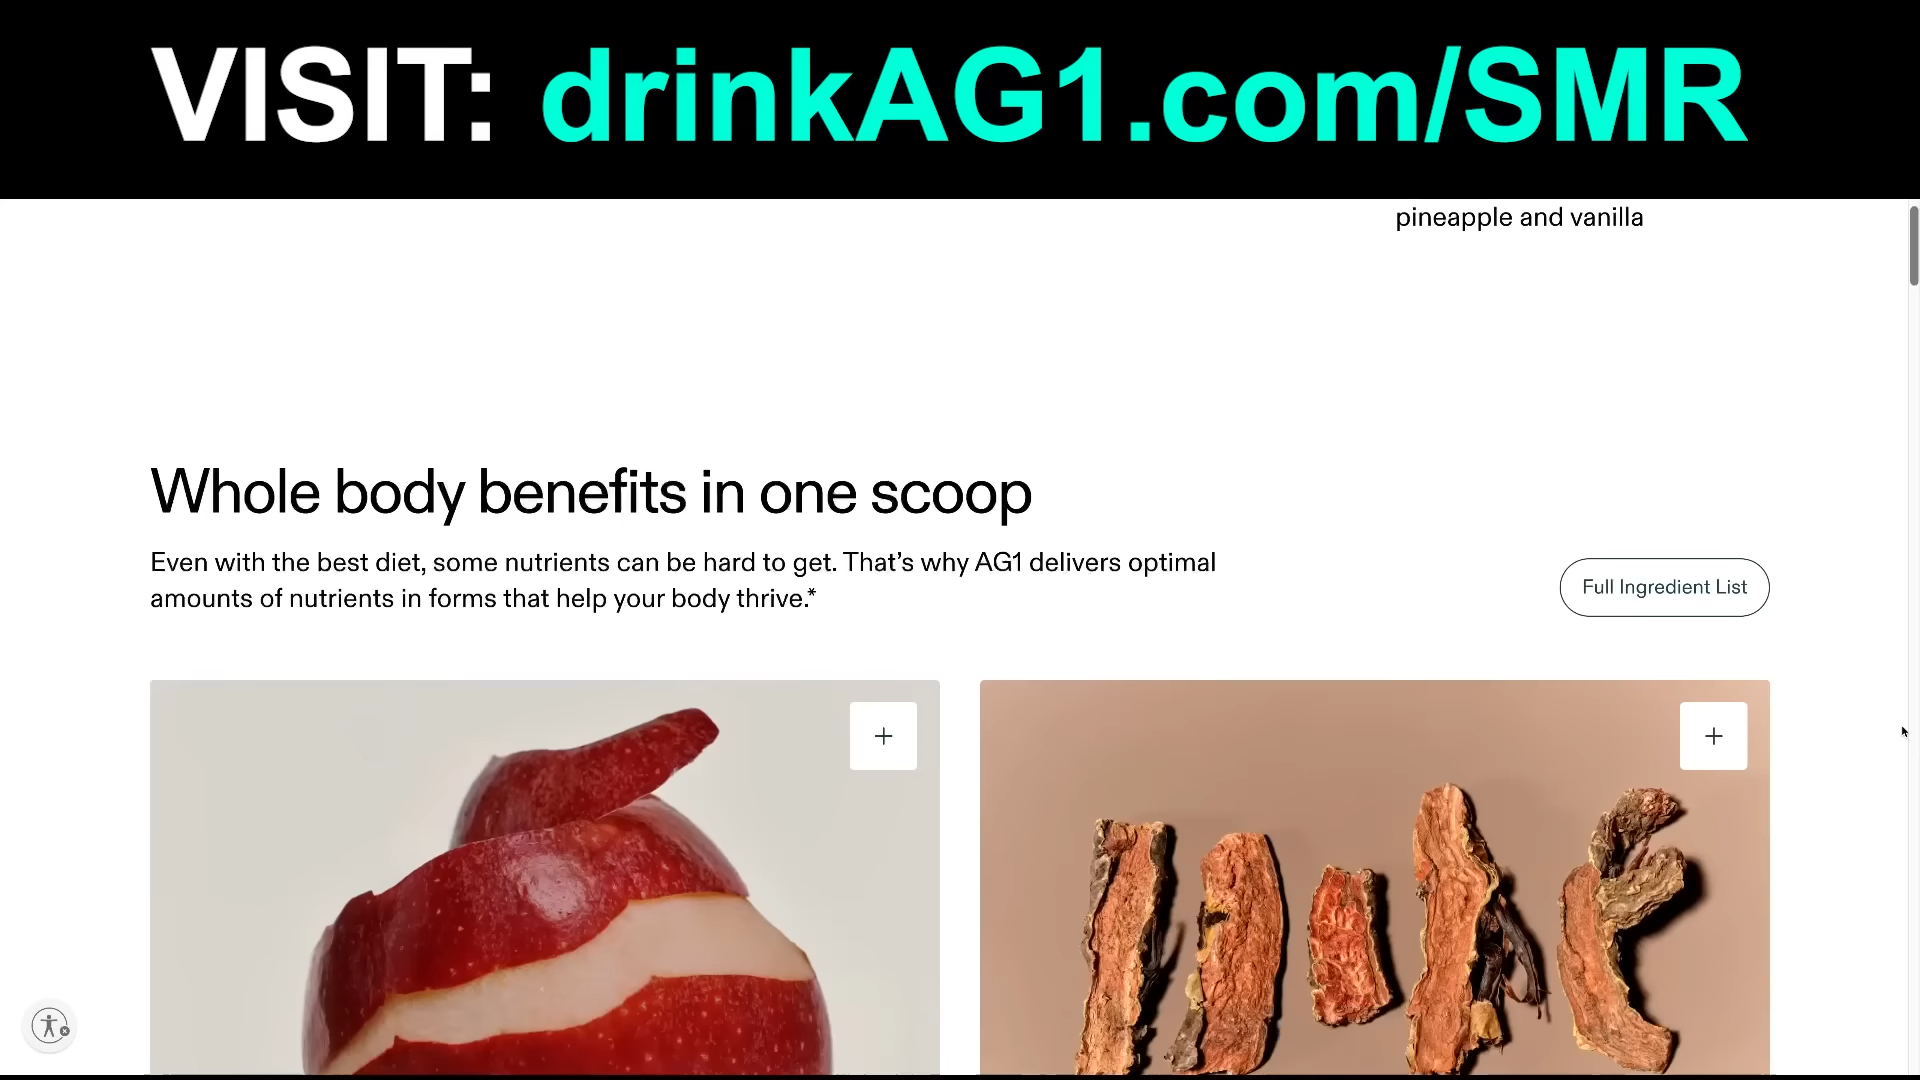 VISIT: drinkAG1.com/SMR
pineapple and vanilla
Whole body benefits in one scoop
Even with the best diet, some nutrients can be hard to get. That’s why AG1 delivers optimal
amounts of nutrients in forms that help your body thrive.*
Full Ingredient List